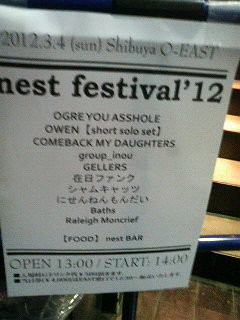 2012.3.4 (sun) Shibuya O-EAST
nest festival'12
OGRE YOU ASSHOLE
OWEN【short solo set】
COMEBACK MY DAUGHTERS
group_inou
GELLERS
在日ファンク
シャムキャッツ
にせんねんもんだい
Baths
Raleigh Moncrief
【FOOD】 nest BAR
OPEN 13:00 / START: 14:00